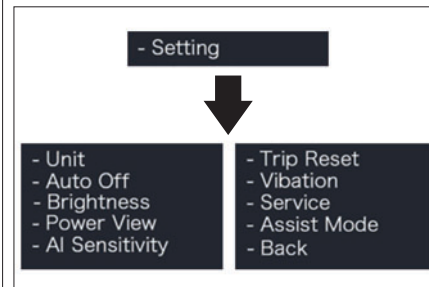 - Setting
- Unit
- Auto Off
- Brightness
- Power View
- AI Sensitivity
- Trip Reset
- Vibation
- Service
- Assist Mode
- Back